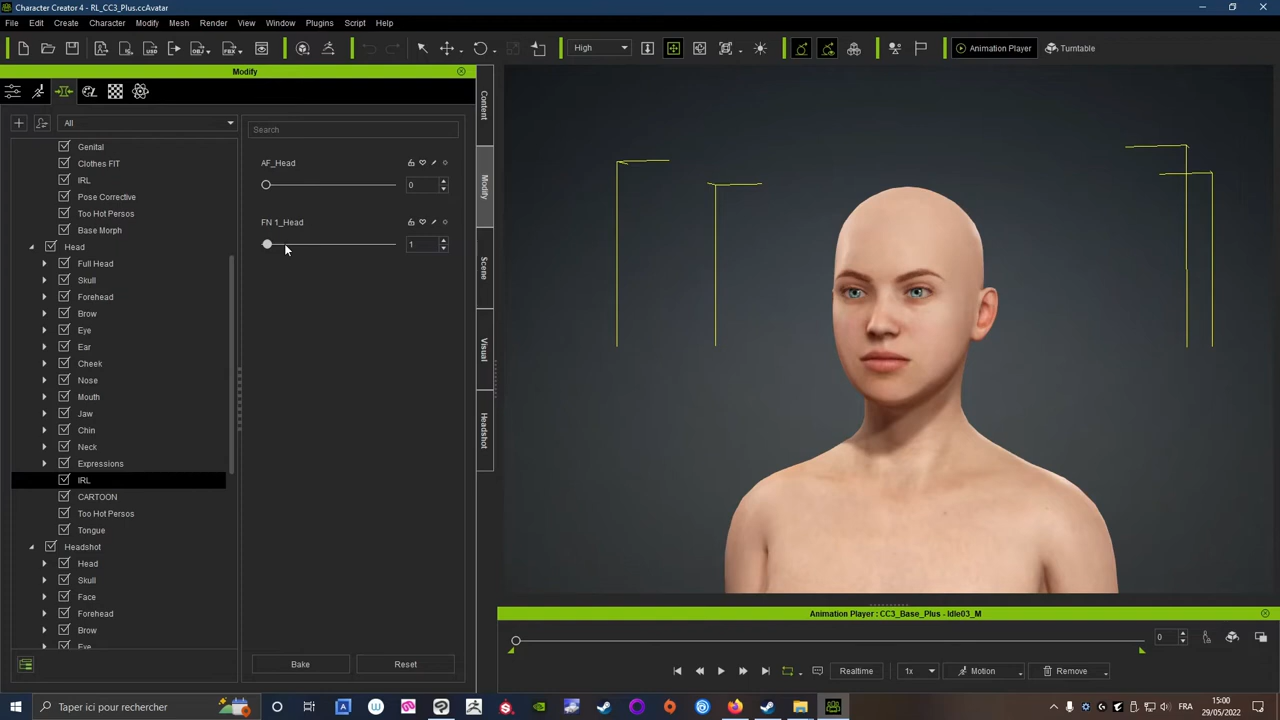 Character Creator 4 - RL_CC3_Plus.ccAvatar
File Edit Create Character Modify Mesh Render View Window Plugins Script Help
High
Animation Player
Turntable
Modify
All
Search
Genital
Clothes FIT
IRL
Pose Corrective
Too Hot Persos
Base Morph
Head
Full Head
Skull
Forehead
Brow
Eye
Ear
Cheek
Nose
Mouth
Jaw
Chin
Neck
Expressions
IRL
CARTOON
Too Hot Persos
Tongue
Headshot
Head
Skull
Face
Forehead
Brow
Eye
AF_Head
0
FN 1_Head
1
Bake Reset
Content
Modify
Scene
Visual
Headshot
Animation Player : CC3_Base_Plus - Idle03_M
0
Realtime
1x
Motion
Remove
Taper ici pour rechercher
FRA
15:00
29/05/2022